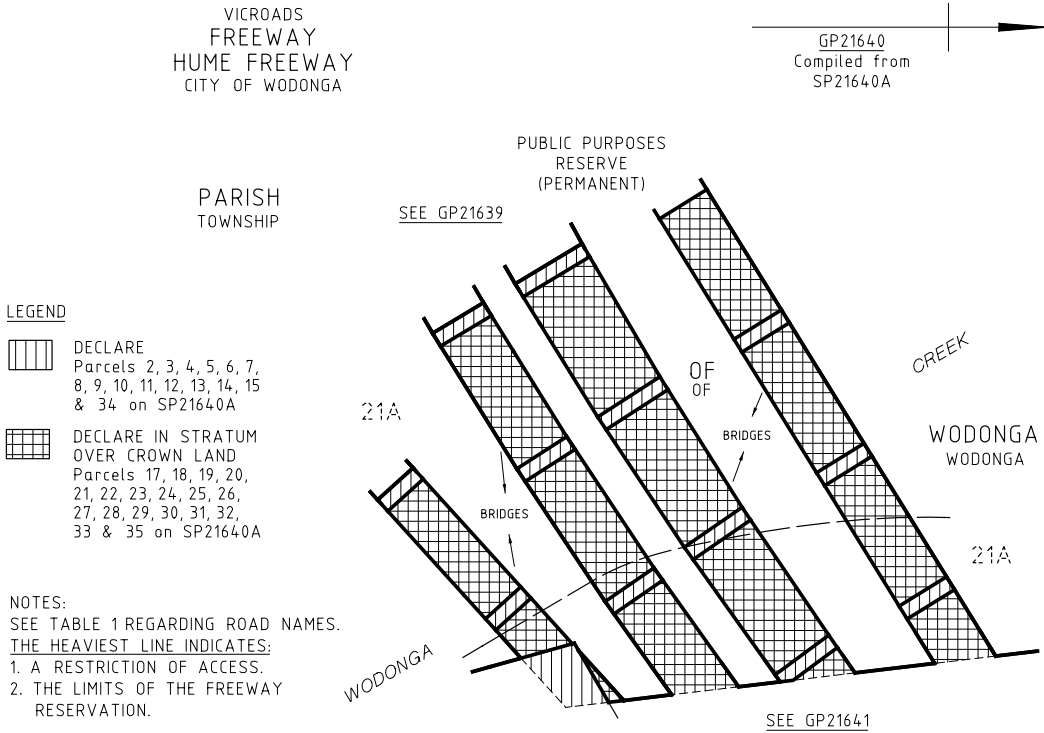 VICROADS
FREEWAY
HUME FREEWAY
CITY OF WODONGA
GP21640
Compiled from
SP21640A
PUBLIC PURPOSES
RESERVE
(PERMANENT)
PARISH
TOWNSHIP
SEE GP21639
LEGEND
DECLARE
Parcels 2, 3, 4, 5, 6, 7,
8, 9, 10, 11, 12, 13, 14, 15
& 34 on SP21640A
DECLARE IN STRATUM
OVER CROWN LAND
Parcels 17, 18, 19, 20,
21, 22, 23, 24, 25, 26,
27, 28, 29, 30, 31, 32,
33 & 35 on SP21640A
21A
OF
OF
CREEK
BRIDGES
WODONGA
WODONGA
BRIDGES
21A
NOTES:
SEE TABLE 1 REGARDING ROAD NAMES.
THE HEAVIEST LINE INDICATES:
1. A RESTRICTION OF ACCESS.
2. THE LIMITS OF THE FREEWAY
RESERVATION.
WODONGA
SEE GP21641